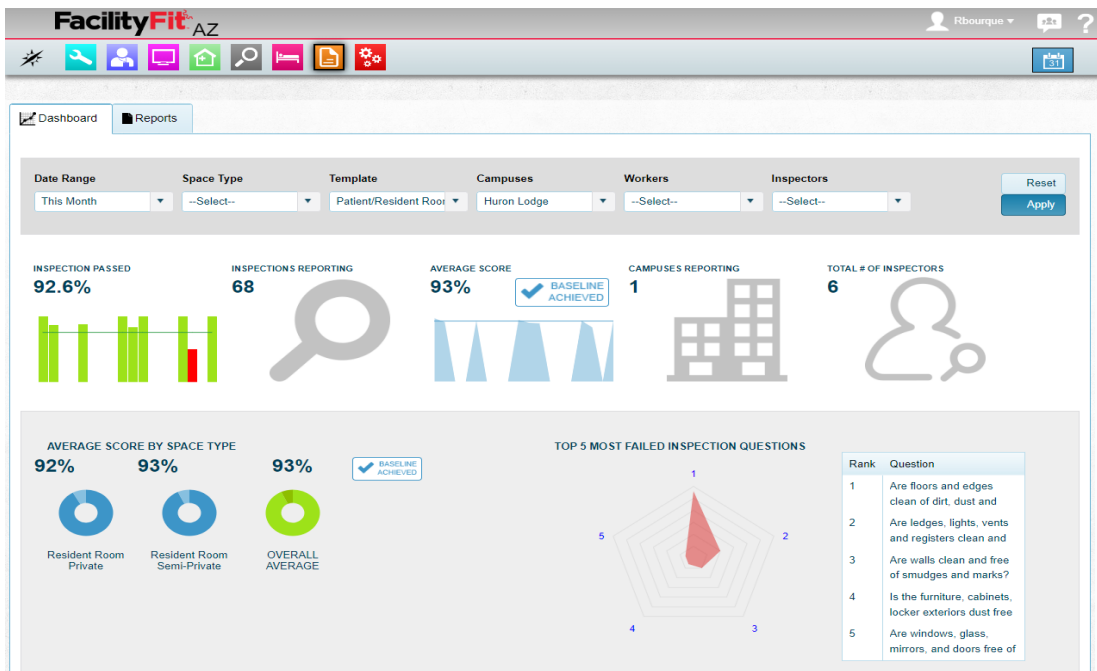 FacilityFit AZ
Rbourque
?
31
Dashboard Reports
Date Range Space Type Template Campuses Workers Inspectors
This Month --Select-- Patient/Resident Roor Huron Lodge --Select-- --Select--
Reset
Apply
INSPECTION PASSED INSPECTIONS REPORTING AVERAGE SCORE CAMPUSES REPORTING TOTAL # OF INSPECTORS
92.6% 68 93% 1 6
BASELINE
ACHIEVED
AVERAGE SCORE BY SPACE TYPE
92% 93% 93%
BASELINE
ACHIEVED
Resident Room
Private
Resident Room
Semi-Private
OVERALL
AVERAGE
TOP 5 MOST FAILED INSPECTION QUESTIONS
1
5 2
4 3
Rank Question
1 Are floors and edges
clean of dirt, dust and
2 Are ledges, lights, vents
and registers clean and
3 Are walls clean and free
of smudges and marks?
4 Is the furniture, cabinets,
locker exteriors dust free
5 Are windows, glass,
mirrors, and doors free of